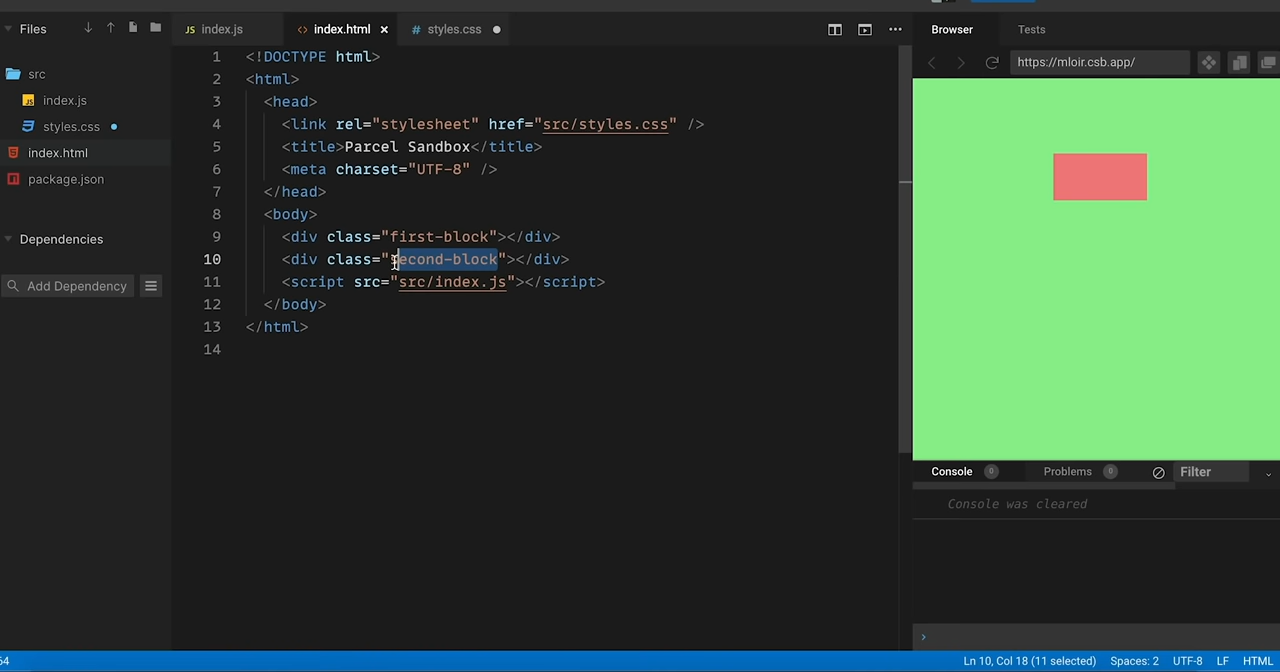 Files
JS index.js
<> index.html ×
# styles.css
Browser
Tests
https://mloir.csb.app/
src
JS index.js
styles.css
index.html
package.json
Dependencies
Add Dependency
1 <!DOCTYPE html>
2 <html>
3 <head>
4 <link rel="stylesheet" href="src/styles.css" />
5 <title>Parcel Sandbox</title>
6 <meta charset="UTF-8" />
7 </head>
8 <body>
9 <div class="first-block"></div>
10 <div class="second-block"></div>
11 <script src="src/index.js"></script>
12 </body>
13 </html>
14
Console 0
Problems 0
Filter
Console was cleared
›
64
Ln 10, Col 18 (11 selected)
Spaces: 2
UTF-8
LF
HTML